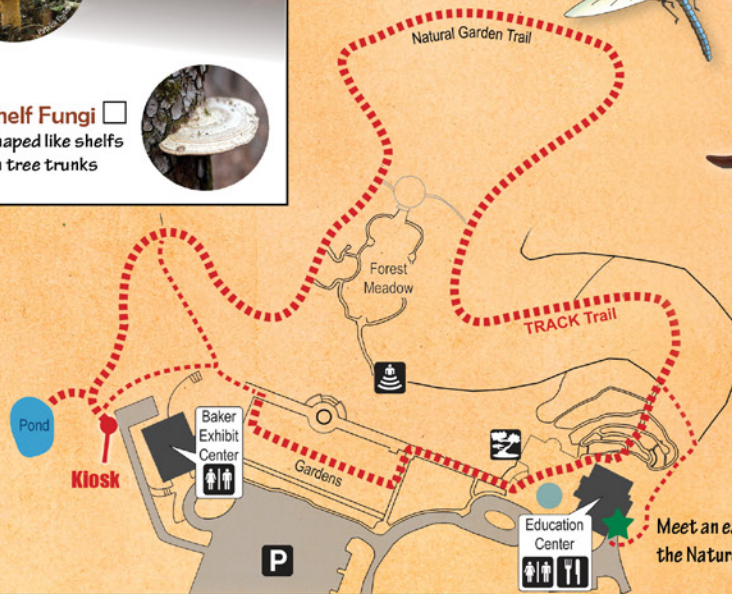 helf Fungi
haped like shelfs
tree trunks
Natural Garden Trail
Forest
Meadow
TRACK Trail
Pond
Kiosk
Baker
Exhibit
Center
Gardens
P
Education
Center
Meet an e
the Natur